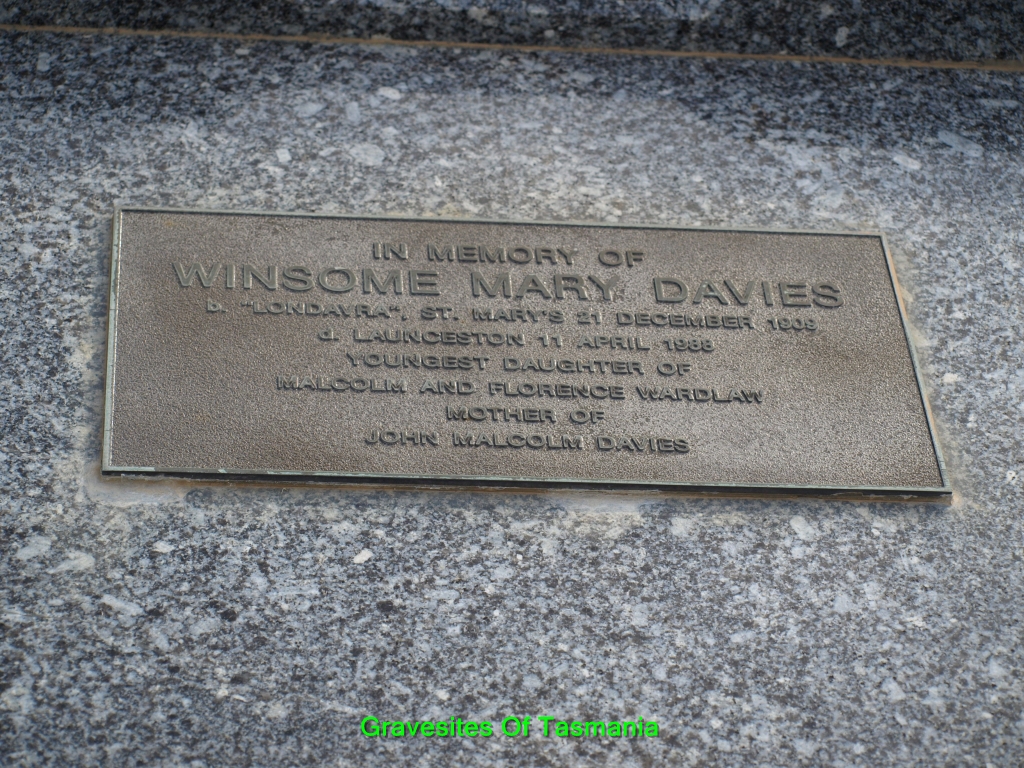 IN MEMORY OF
WINSOME MARY DAVIES
b. "LONDAVRA", ST. MARY'S 21 DECEMBER 1908
d. LAUNCESTON 11 APRIL 1988
YOUNGEST DAUGHTER OF
MALCOLM AND FLORENCE WARDLAW
MOTHER OF
JOHN MALCOLM DAVIES
Gravesites Of Tasmania